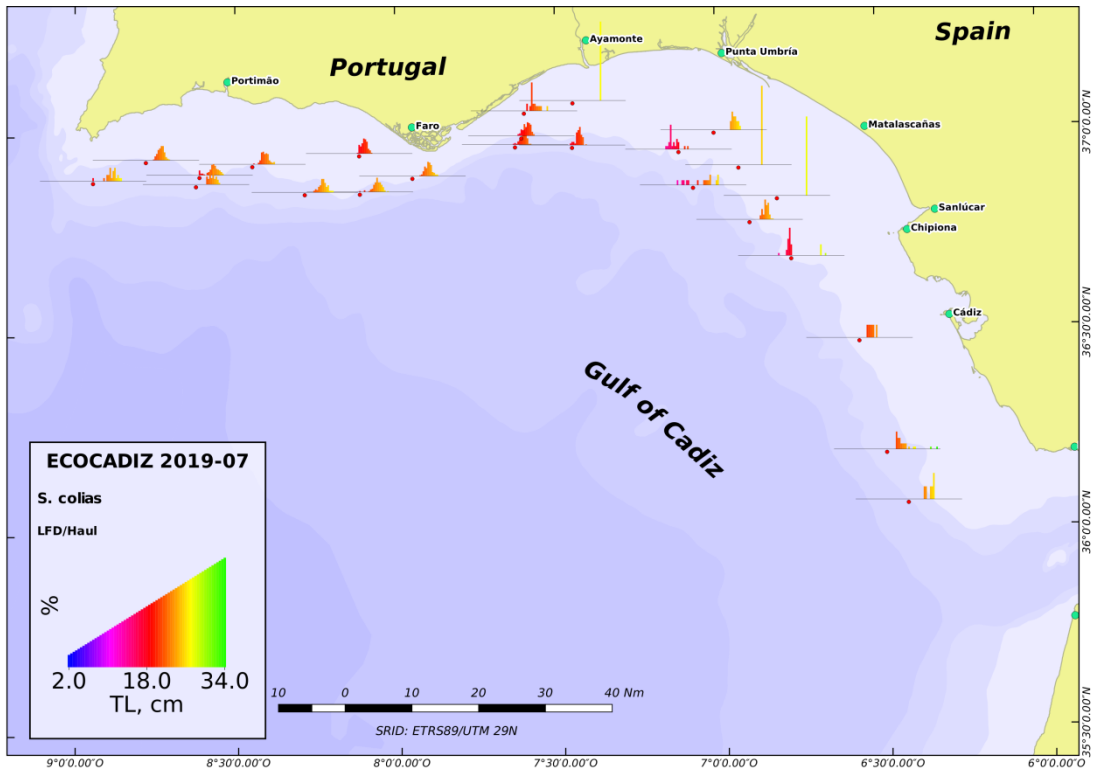 Spain
Portugal
Ayamonte
Punta Umbría
Portimão
Faro
Matalascañas
Sanlúcar
Chipiona
Cádiz
Gulf of Cadiz
37°0'0.00"N
36°30'0.00"N
36°0'0.00"N
35°30'0.00"N
ECOCADIZ 2019-07
S. colias
LFD/Haul
%
2.0 18.0 34.0
TL, cm
10 0 10 20 30 40 Nm
SRID: ETRS89/UTM 29N
9°0'0.00"O 8°30'0.00"O 8°0'0.00"O 7°30'0.00"O 7°0'0.00"O 6°30'0.00"O 6°0'0.00"O